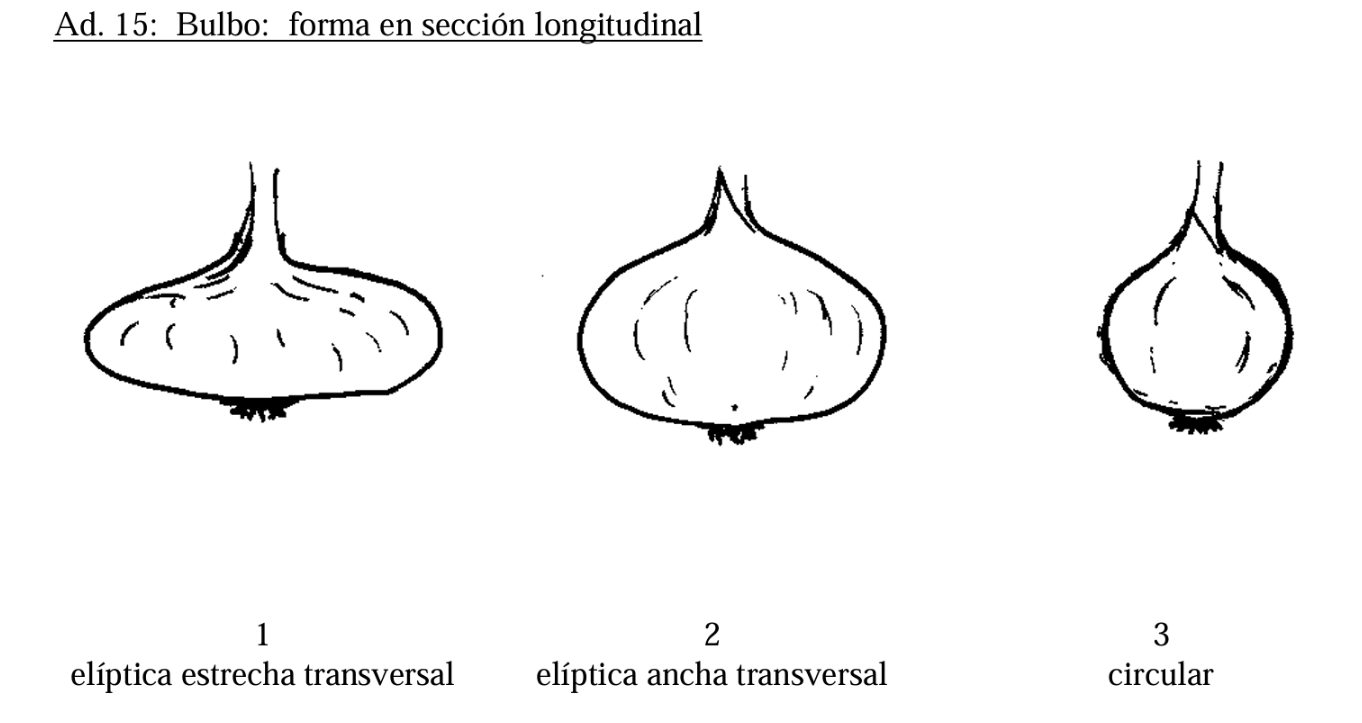 Ad. 15: Bulbo: forma en sección longitudinal
1 2 3
elíptica estrecha transversal elíptica ancha transversal circular